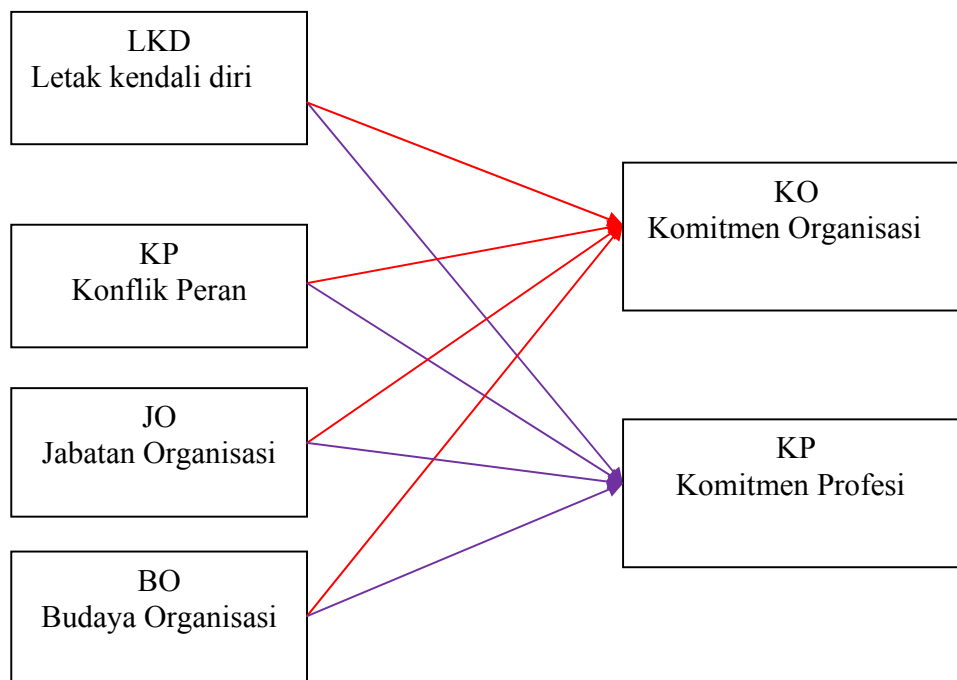 LKD
Letak kendali diri
KP
Konflik Peran
JO
Jabatan Organisasi
BO
Budaya Organisasi
KO
Komitmen Organisasi
KP
Komitmen Profesi